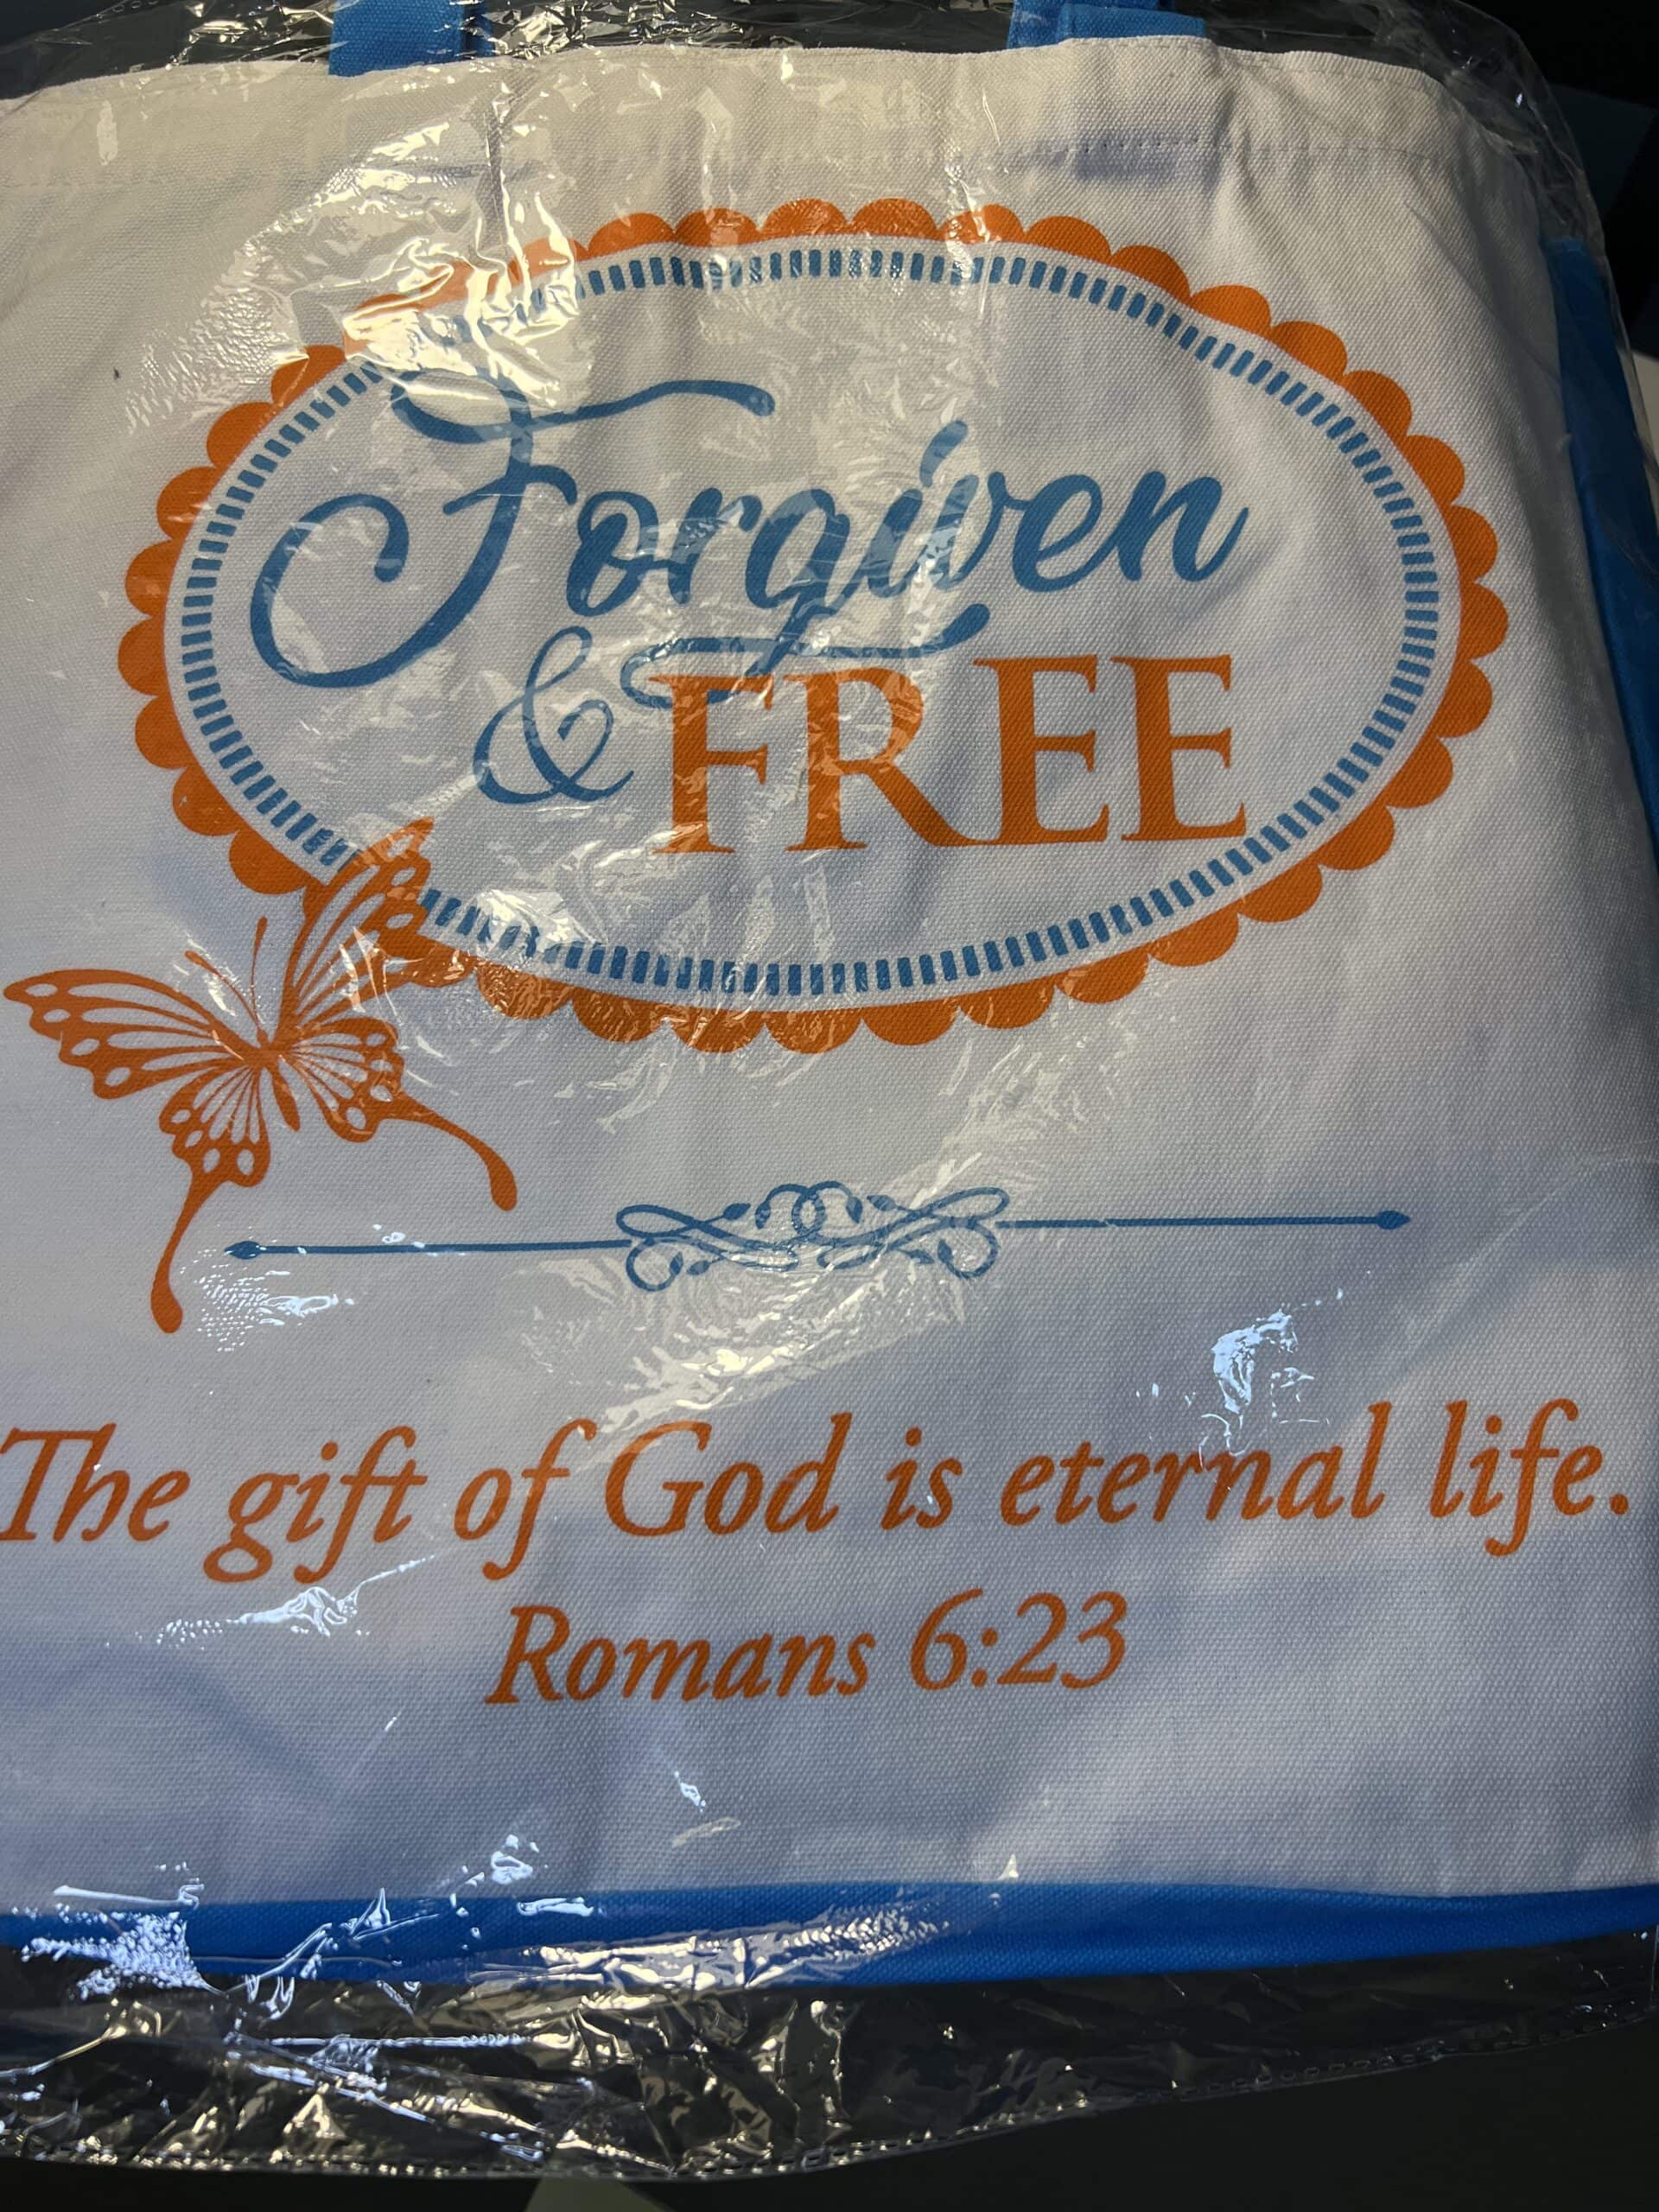 Forgiven
& FREE
The gift of God is eternal life.
Romans 6:23